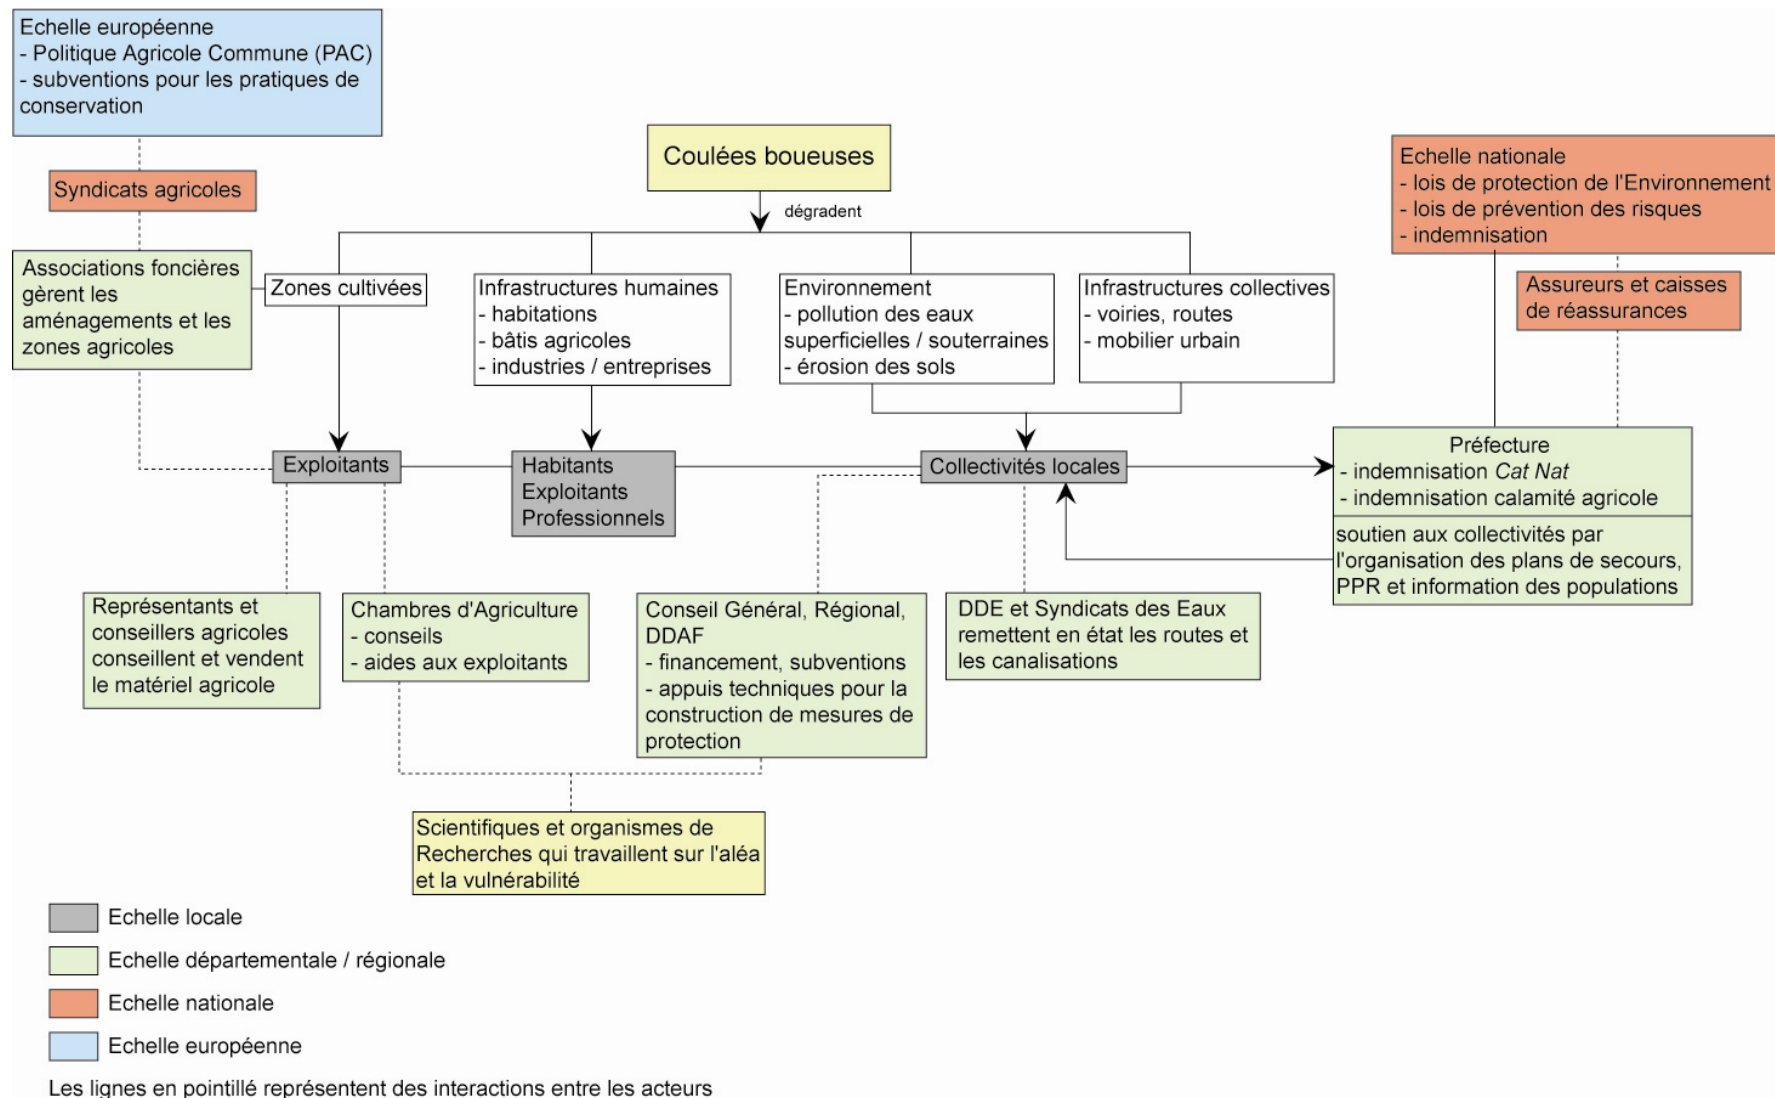 Echelle européenne
- Politique Agricole Commune (PAC)
- subventions pour les pratiques de
conservation
Syndicats agricoles
Associations foncières
gèrent les
aménagements et les
zones agricoles
Coulées boueuses
dégradent
Zones cultivées
Infrastructures humaines
- habitations
- bâtis agricoles
- industries / entreprises
Environnement
- pollution des eaux
superficielles / souterraines
- érosion des sols
Infrastructures collectives
- voiries, routes
- mobilier urbain
Echelle nationale
- lois de protection de l'Environnement
- lois de prévention des risques
- indemnisation
Assureurs et caisses
de réassurances
Exploitants
Habitants
Exploitants
Professionnels
Collectivités locales
Préfecture
- indemnisation Cat Nat
- indemnisation calamité agricole
soutien aux collectivités par
l'organisation des plans de secours,
PPR et information des populations
Représentants et
conseillers agricoles
conseillent et vendent
le matériel agricole
Chambres d'Agriculture
- conseils
- aides aux exploitants
Conseil Général, Régional,
DDAF
- financement, subventions
- appuis techniques pour la
construction de mesures de
protection
DDE et Syndicats des Eaux
remettent en état les routes et
les canalisations
Scientifiques et organismes de
Recherches qui travaillent sur l'aléa
et la vulnérabilité
Echelle locale
Echelle départementale / régionale
Echelle nationale
Echelle européenne
Les lignes en pointillé représentent des interactions entre les acteurs